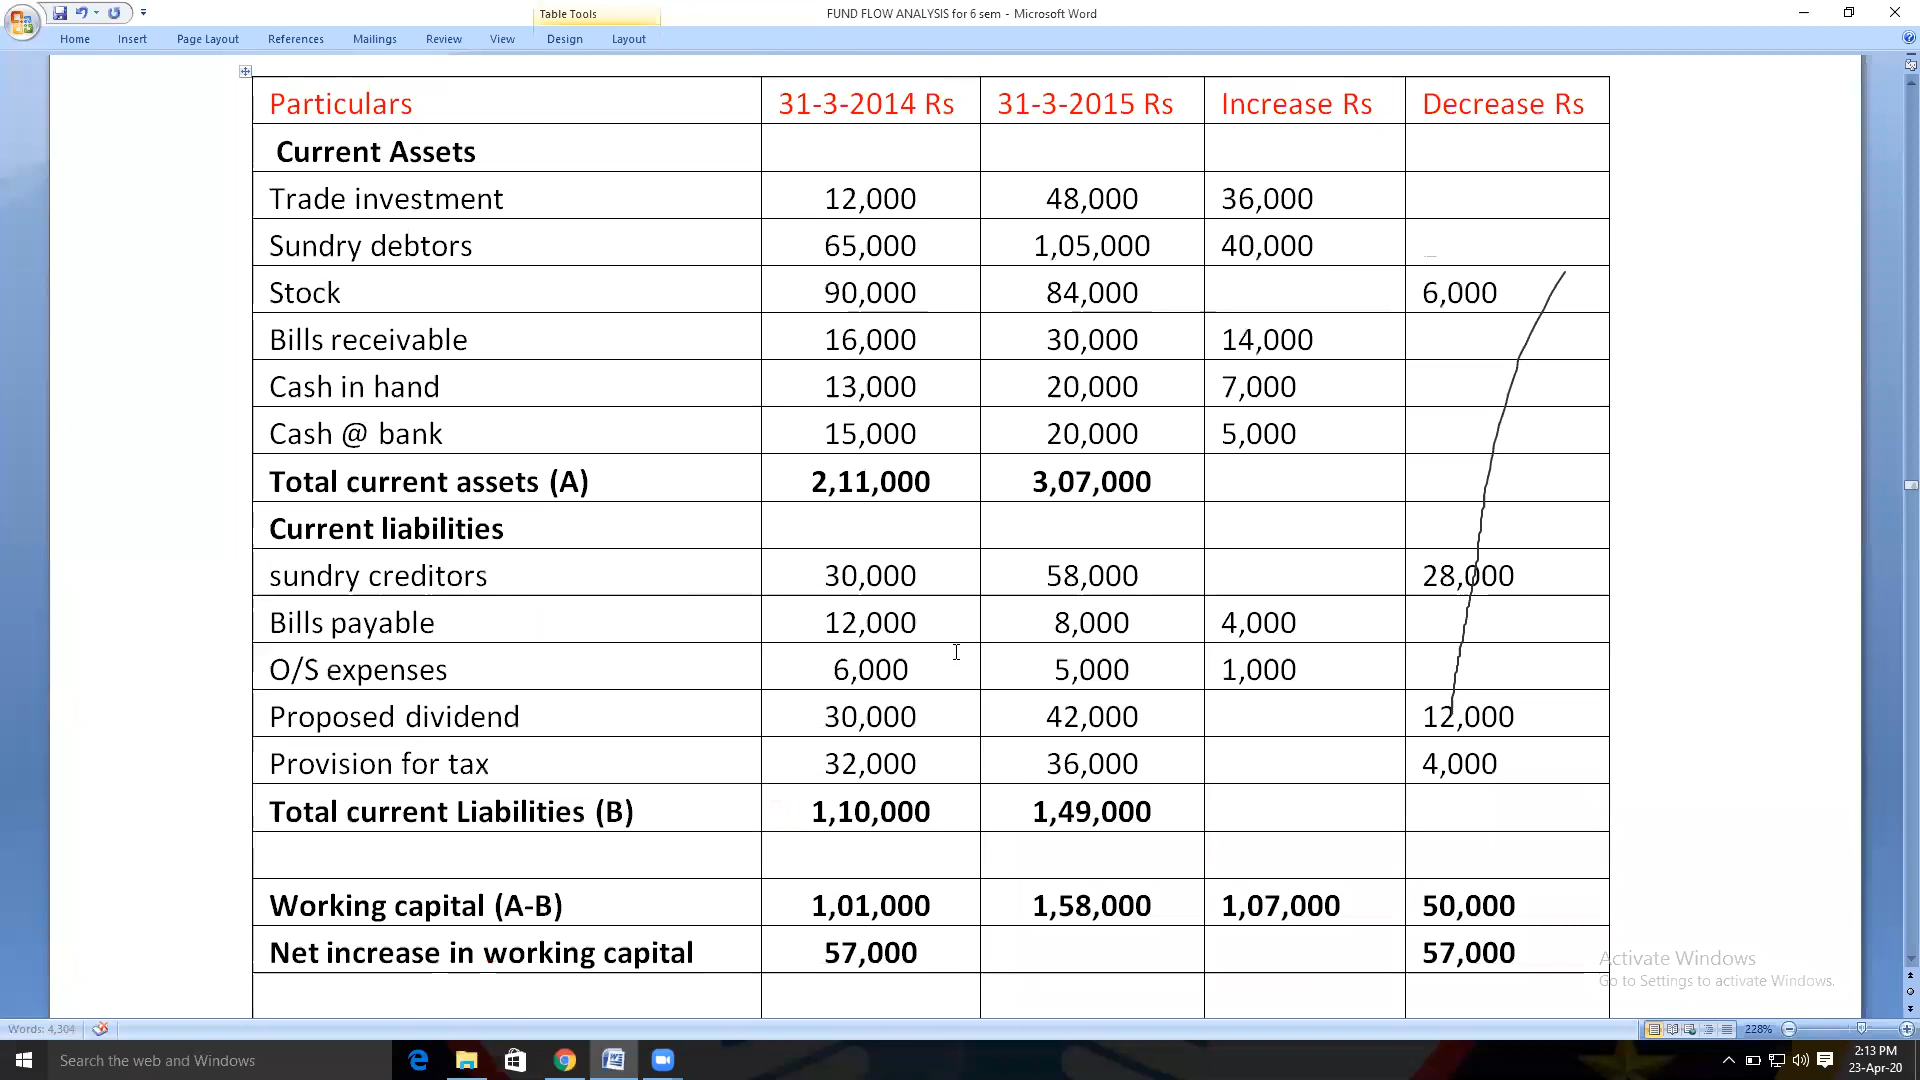 Table Tools
FUND FLOW ANALYSIS for 6 sem - Microsoft Word
Home Insert Page Layout References Mailings Review View Design Layout
Particulars 31-3-2014 Rs 31-3-2015 Rs Increase Rs Decrease Rs
Current Assets
Trade investment 12,000 48,000 36,000
Sundry debtors 65,000 1,05,000 40,000
Stock 90,000 84,000 6,000
Bills receivable 16,000 30,000 14,000
Cash in hand 13,000 20,000 7,000
Cash @ bank 15,000 20,000 5,000
Total current assets (A) 2,11,000 3,07,000
Current liabilities
sundry creditors 30,000 58,000 28,000
Bills payable 12,000 8,000 4,000
O/S expenses 6,000 5,000 1,000
Proposed dividend 30,000 42,000 12,000
Provision for tax 32,000 36,000 4,000
Total current Liabilities (B) 1,10,000 1,49,000
Working capital (A-B) 1,01,000 1,58,000 1,07,000 50,000
Net increase in working capital 57,000 57,000
Activate Windows
Go to Settings to activate Windows.
Words: 4,304 228%
Search the web and Windows
2:13 PM
23-Apr-20